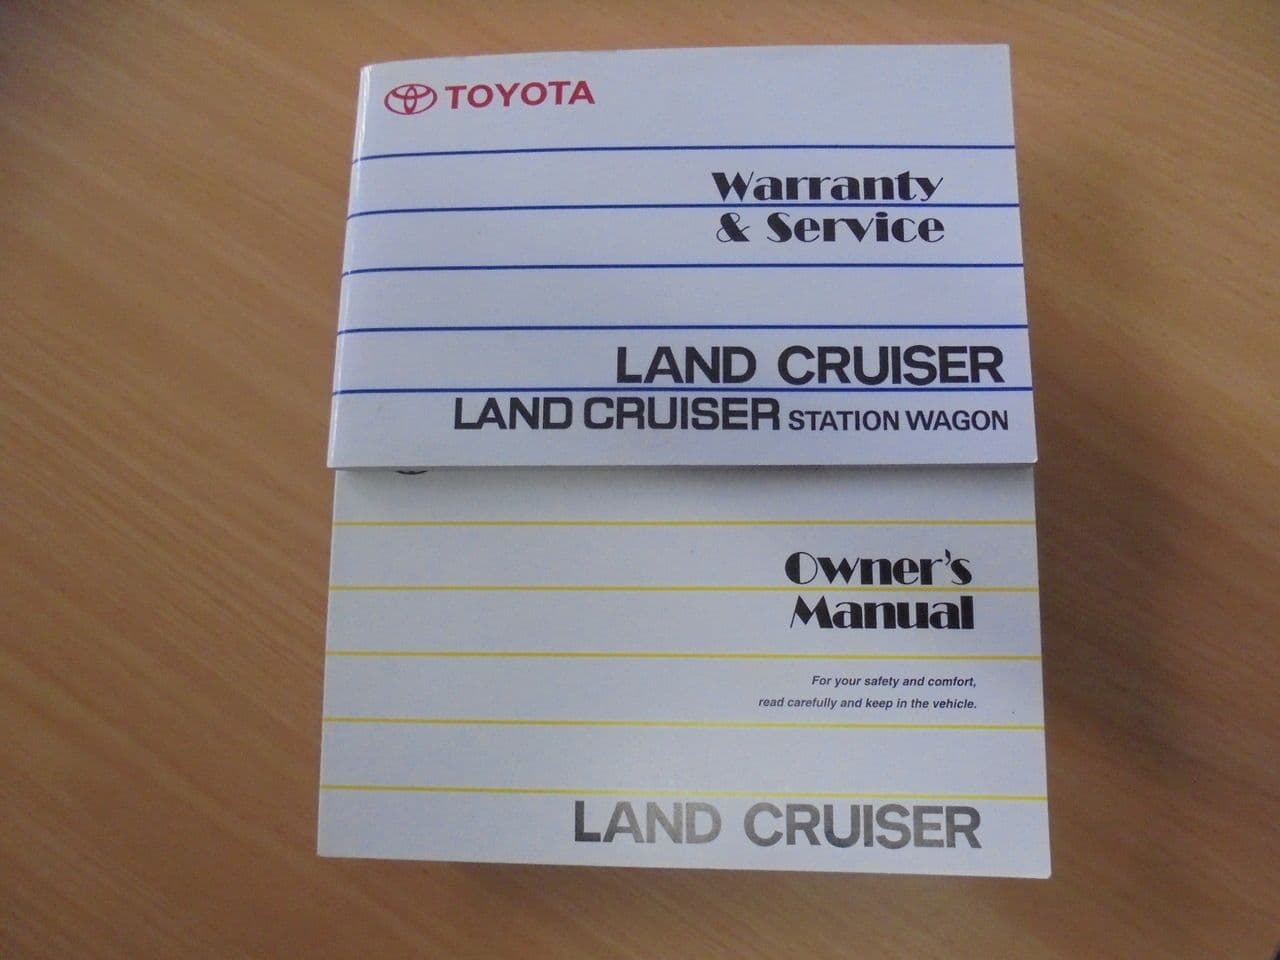 TOYOTA
Warranty
& Service
LAND CRUISER
LAND CRUISER STATION WAGON
Owner's
Manual
For your safety and comfort,
read carefully and keep in the vehicle.
LAND CRUISER